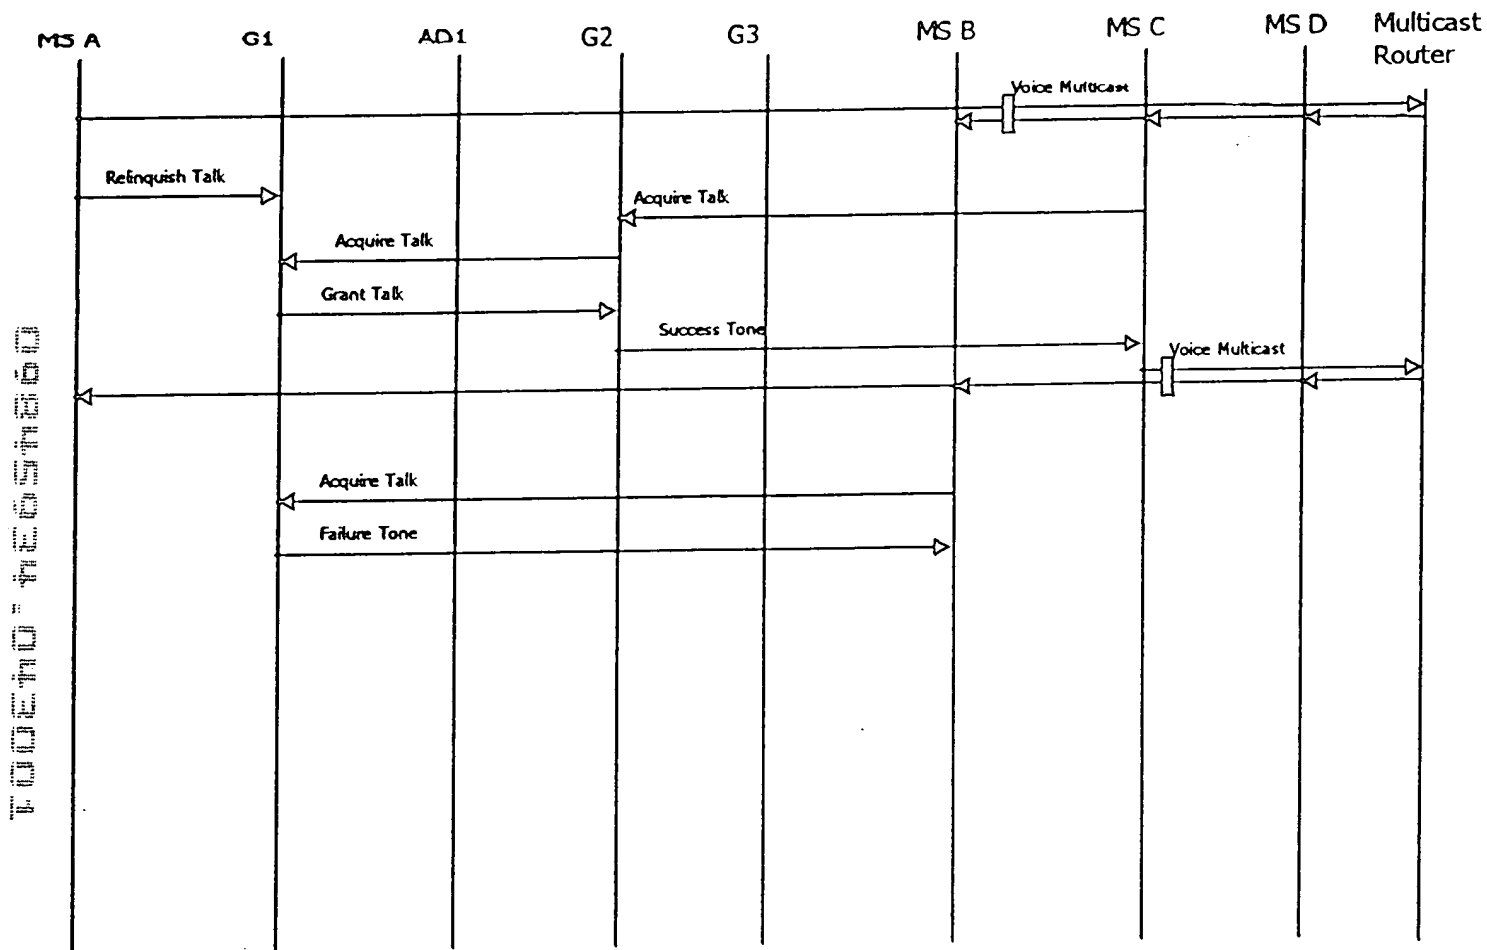 MS A G1 AD1 G2 G3 MS B MS C MS D Multicast
Router
Voice Multicast
Relinquish Talk
Acquire Talk
Acquire Talk
Grant Talk
Success Tone
Voice Multicast
Acquire Talk
Failure Tone